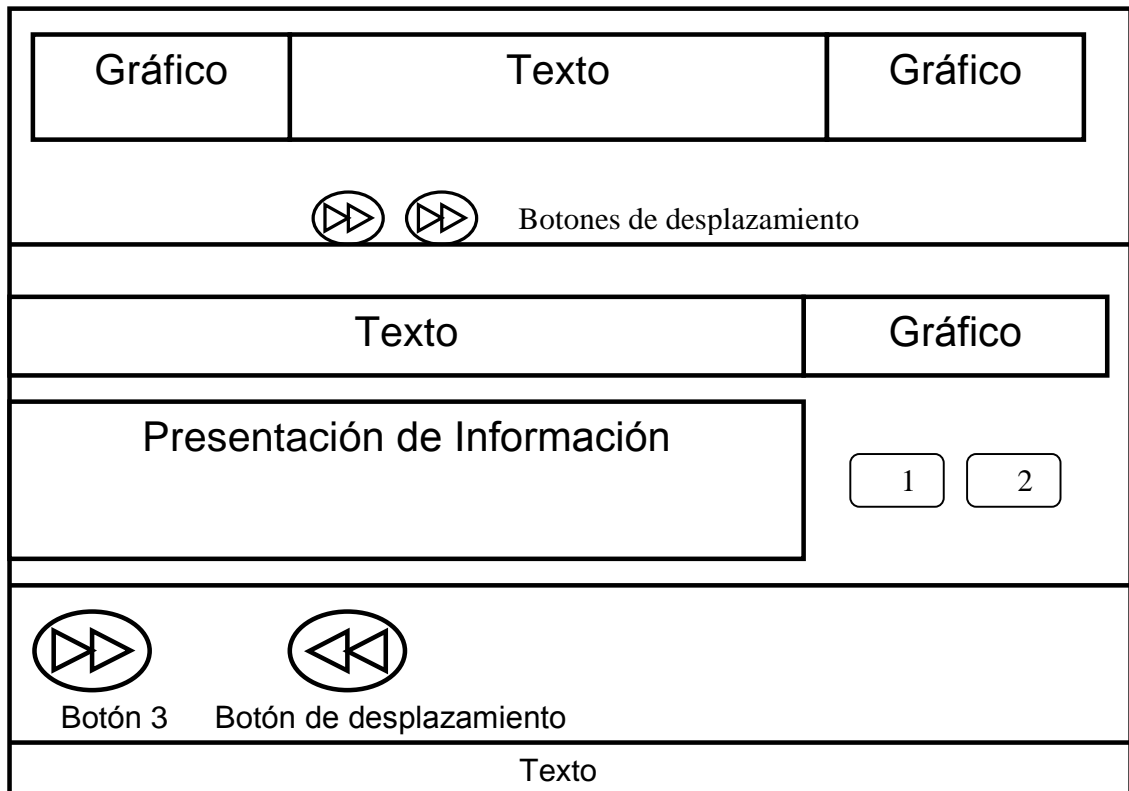 Gráfico Texto Gráfico
Botones de desplazamiento
Texto Gráfico
Presentación de Información
1 2
Botón 3 Botón de desplazamiento
Texto